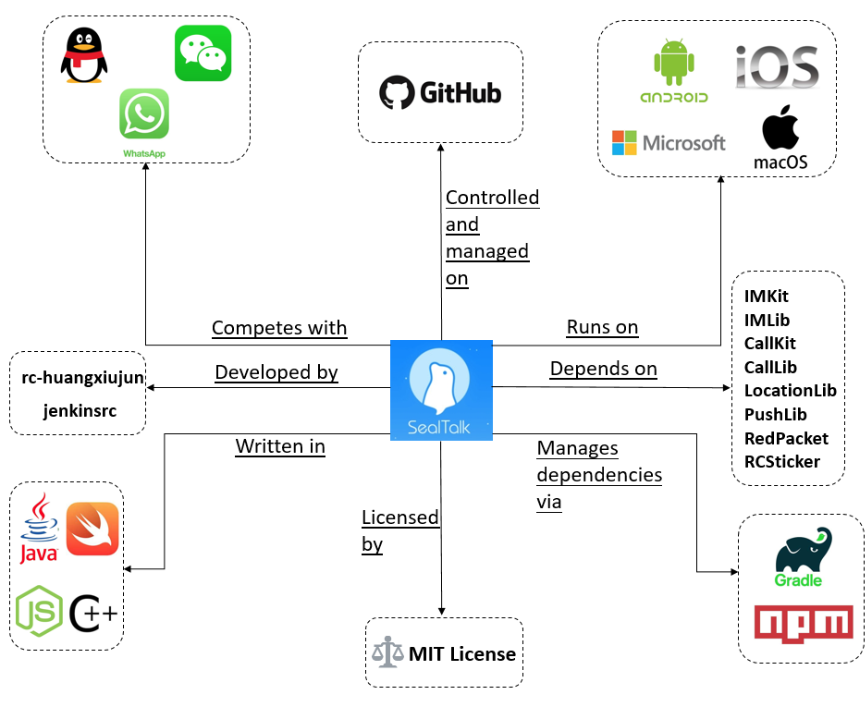 WhatsApp
GitHub
ANDROID
iOS
Microsoft
macOS
Controlled
and
managed
on
Competes with
Runs on
IMKit
IMLib
CallKit
CallLib
LocationLib
PushLib
RedPacket
RCSticker
rc-huangxiujun
jenkinsrc
Developed by
Depends on
SealTalk
Written in
Manages
dependencies
via
Licensed
by
Java
JS
C++
Gradle
npm
MIT License